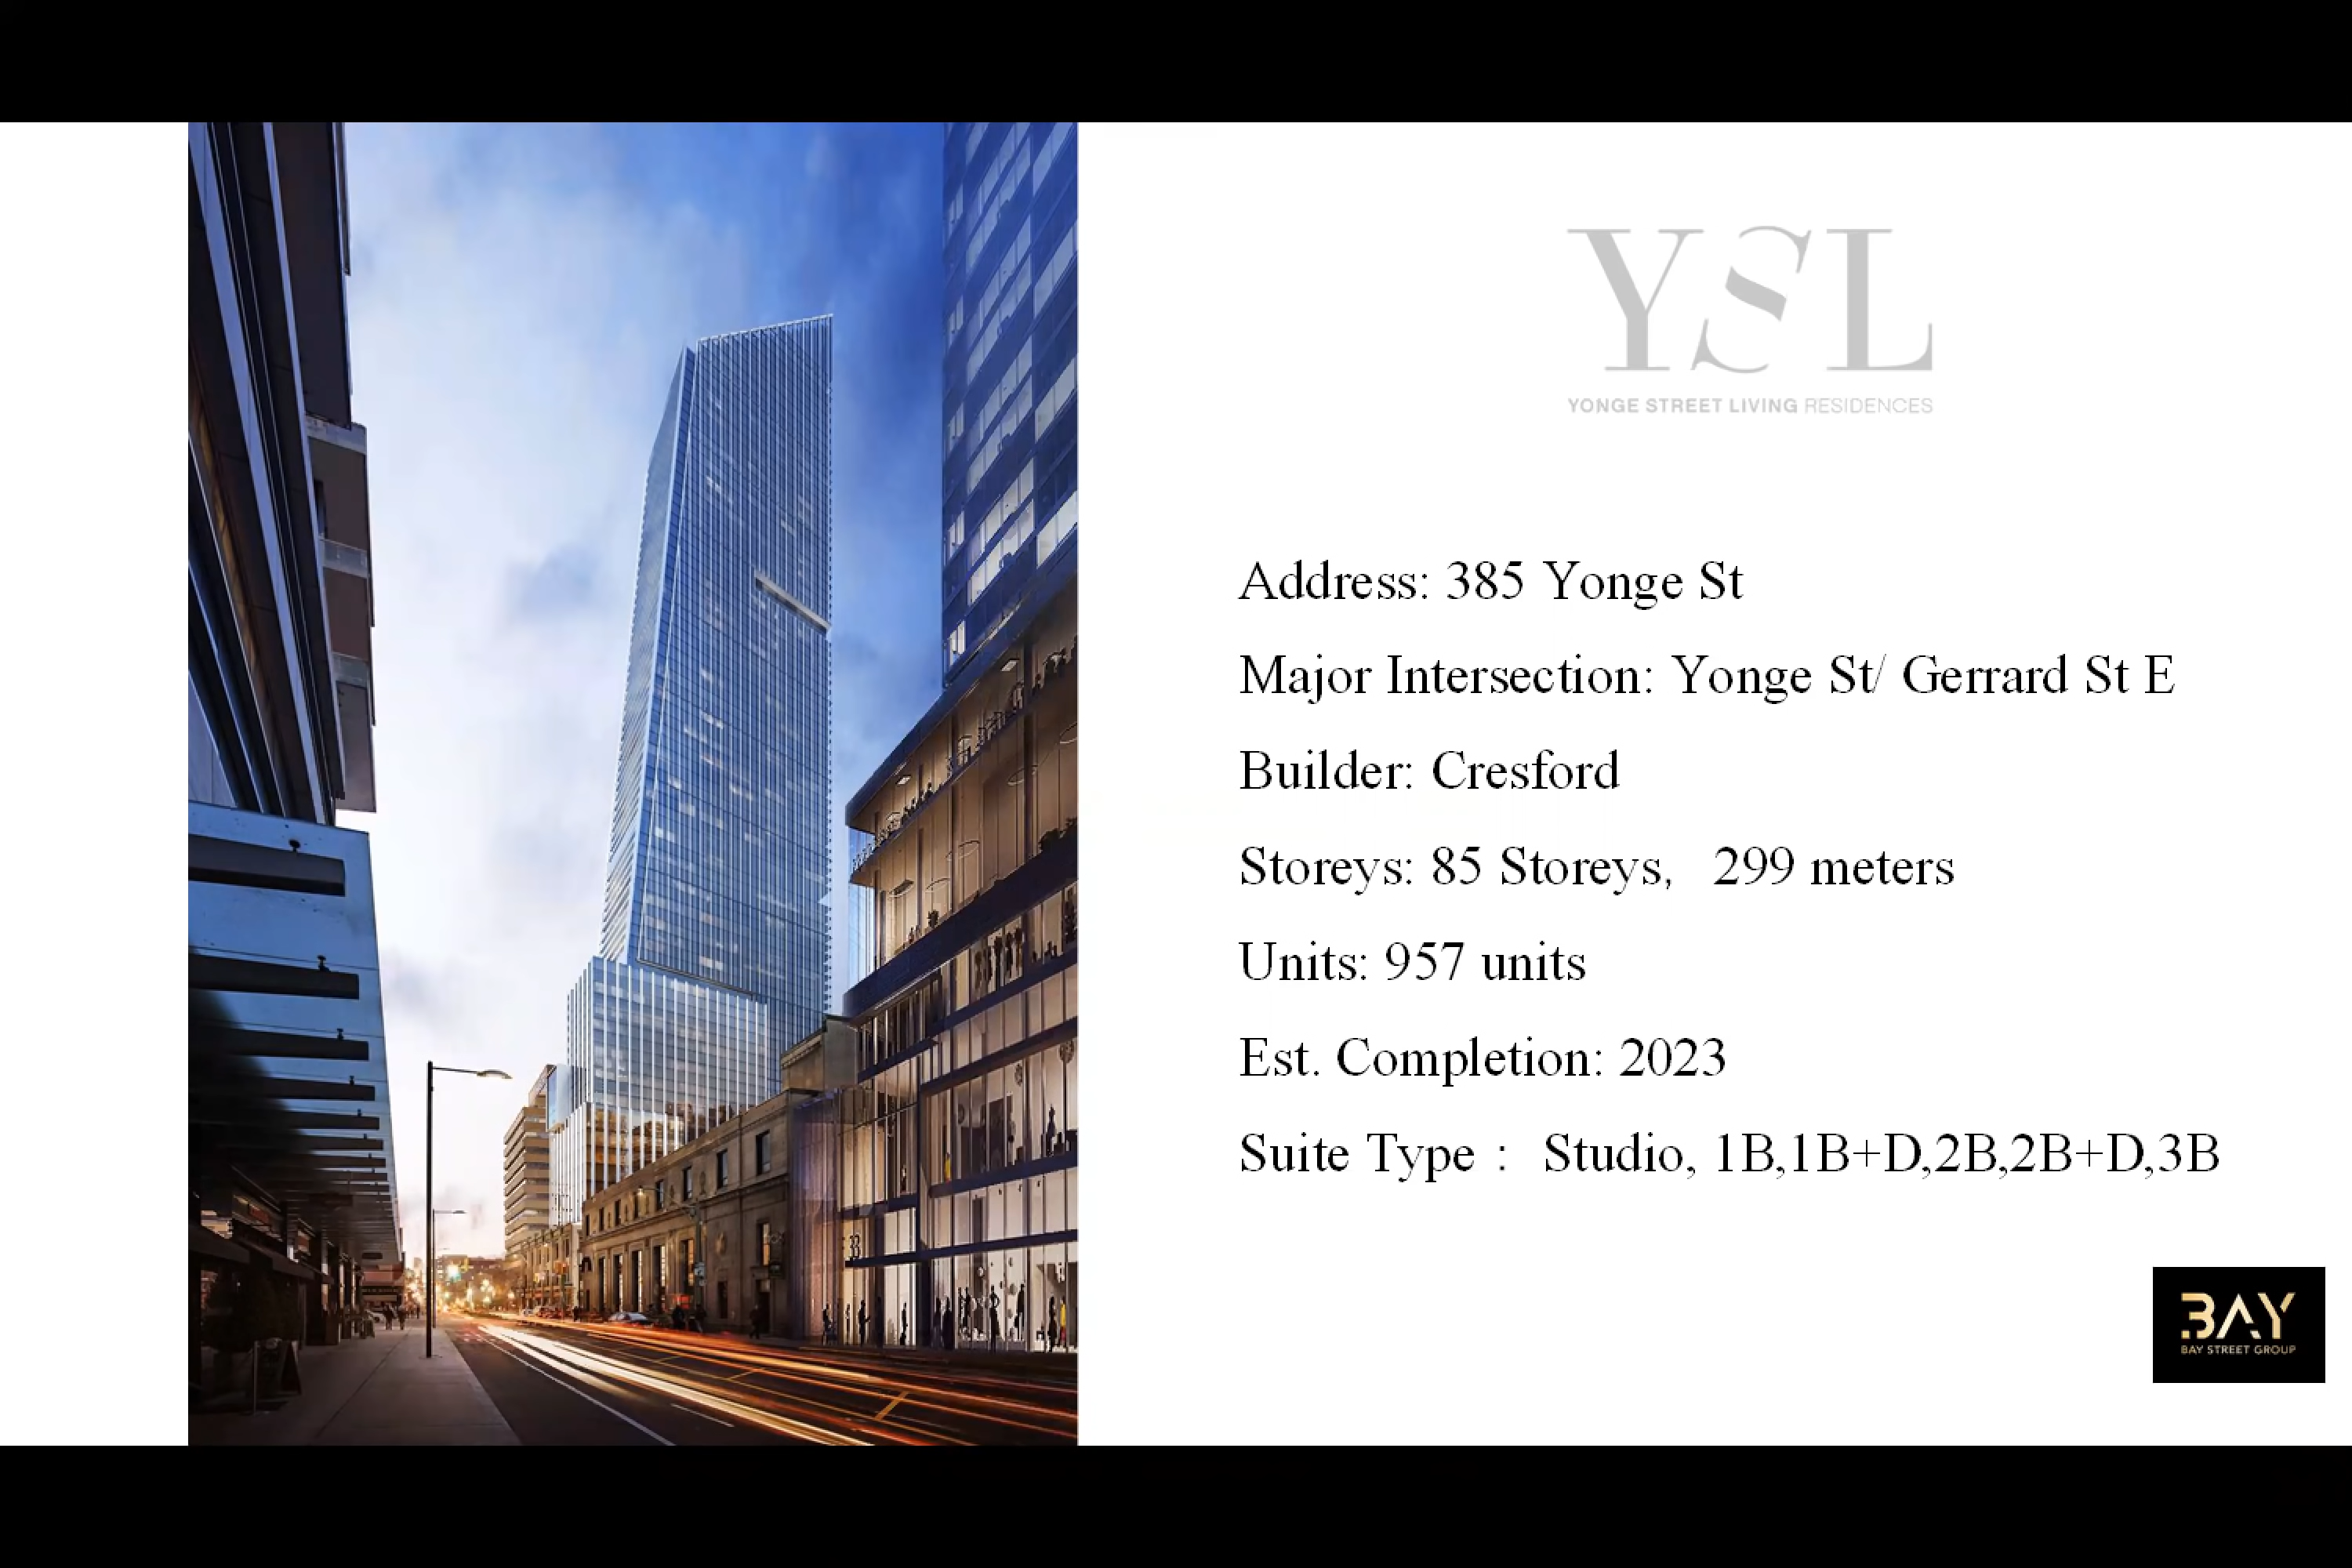 YSL
YONGE STREET LIVING RESIDENCES
Address: 385 Yonge St
Major Intersection: Yonge St/ Gerrard St E
Builder: Cresford
Storeys: 85 Storeys,   299 meters
Units: 957 units
Est. Completion: 2023
Suite Type： Studio, 1B,1B+D,2B,2B+D,3B
BAY
BAY STREET GROUP